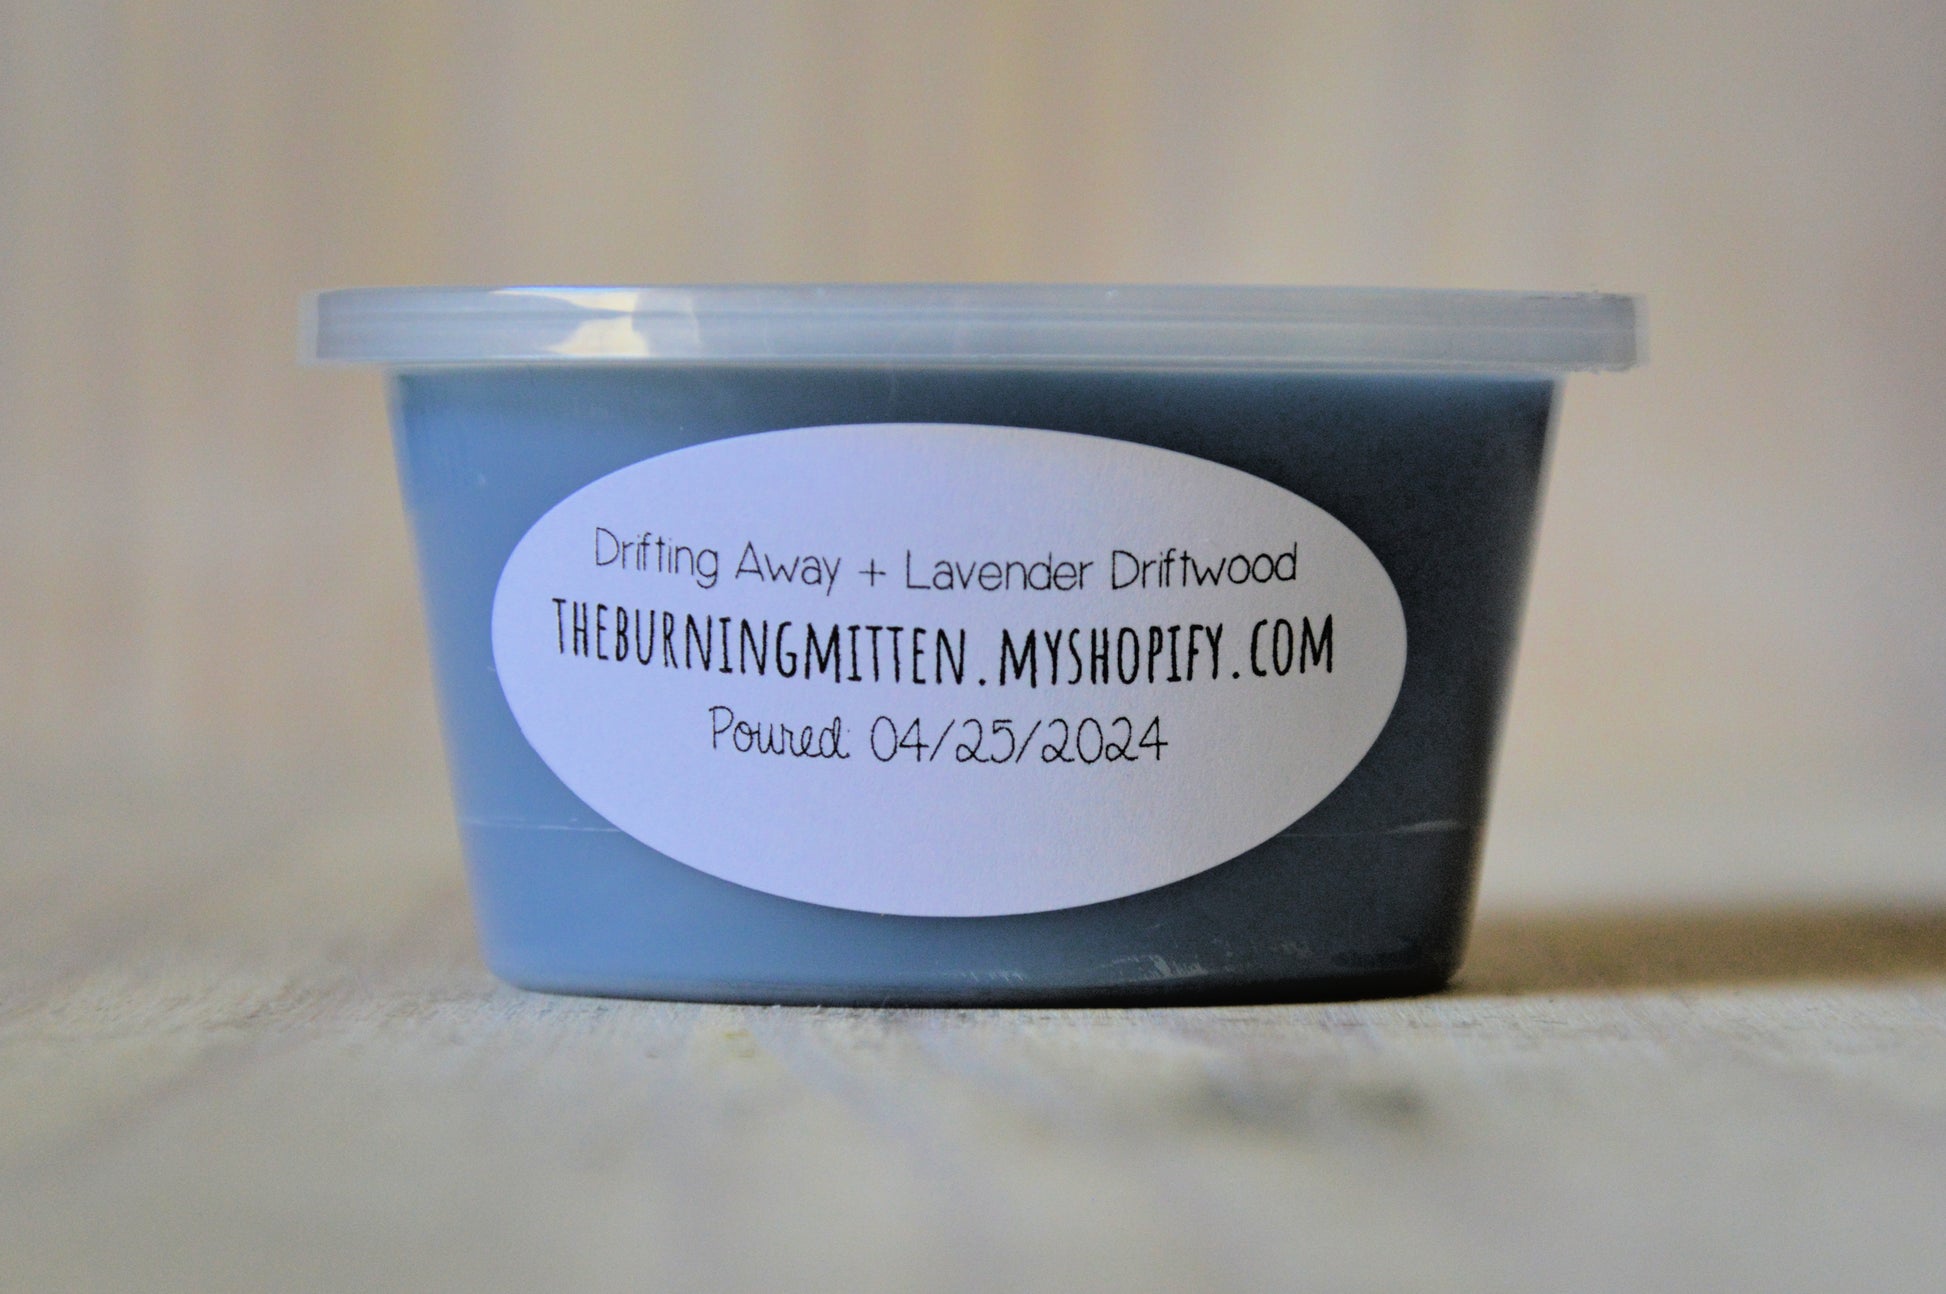 Drifting Away + Lavender Driftwood
THEBURNINGMITTEN.MYSHOPIFY.COM
Poured: 04/25/2024